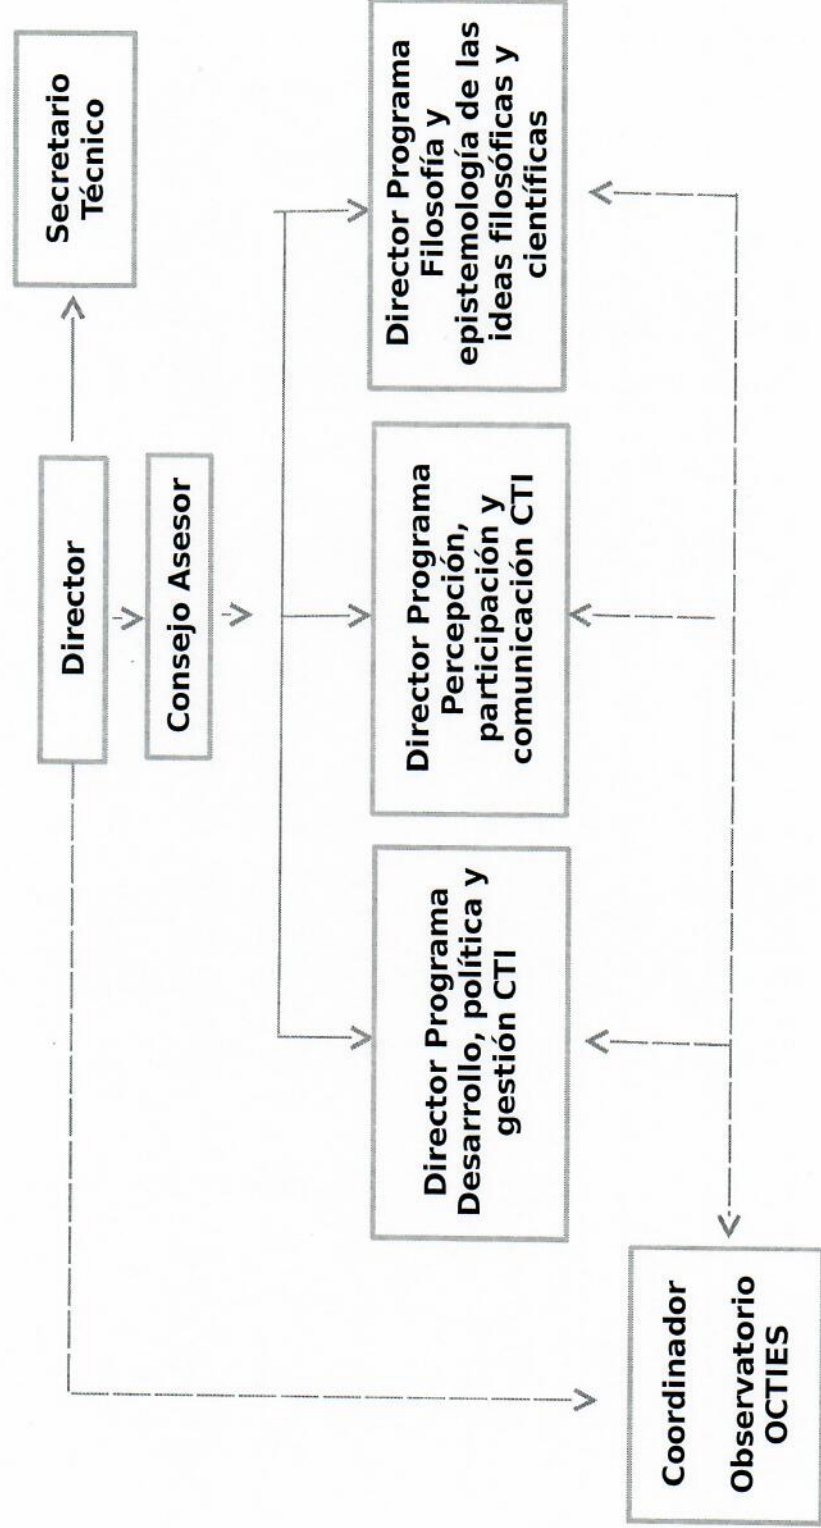 Secretario
Técnico
Director
Consejo Asesor
Director Programa
Desarrollo, política y
gestión CTI
Director Programa
Percepción,
participación y
comunicación CTI
Director Programa
Filosofía y
epistemología de las
ideas filosóficas y
científicas
Coordinador
Observatorio
OCTIES